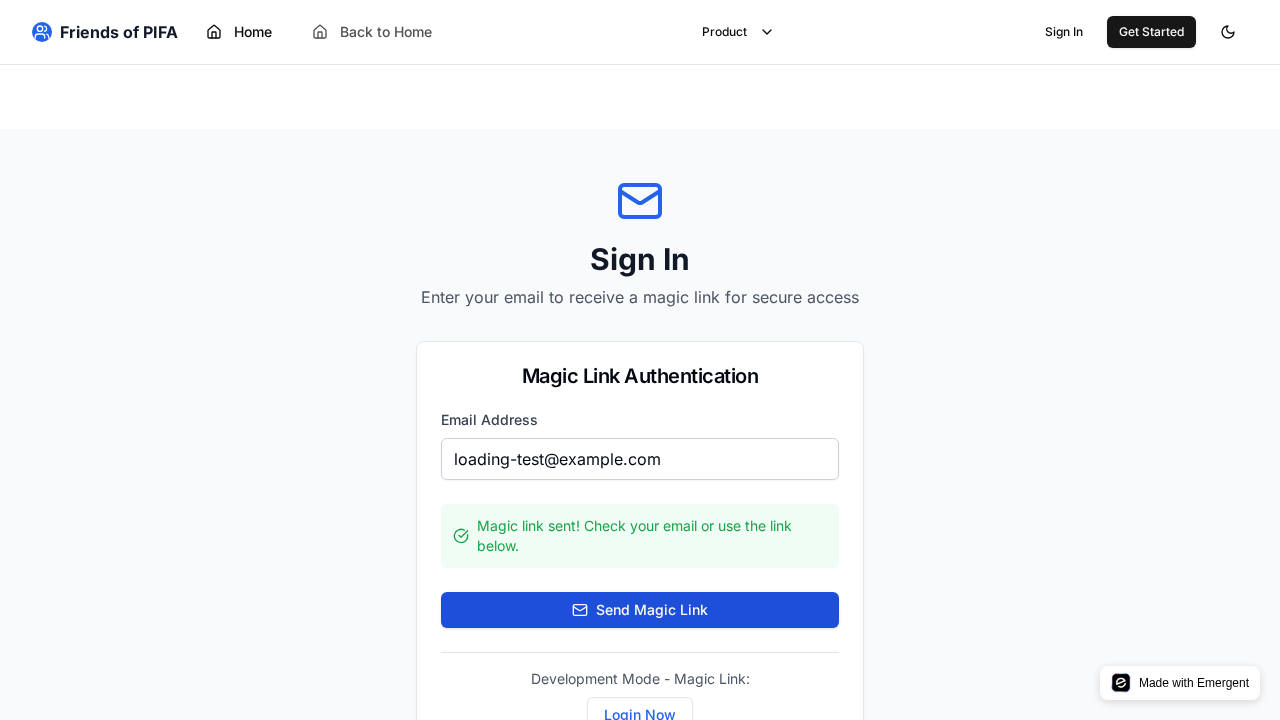 Friends of PIFA
Home
Back to Home
Product
Sign In
Get Started
Sign In
Enter your email to receive a magic link for secure access
Magic Link Authentication
Email Address
loading-test@example.com
Magic link sent! Check your email or use the link
below.
Send Magic Link
Development Mode - Magic Link:
Login Now
Made with Emergent